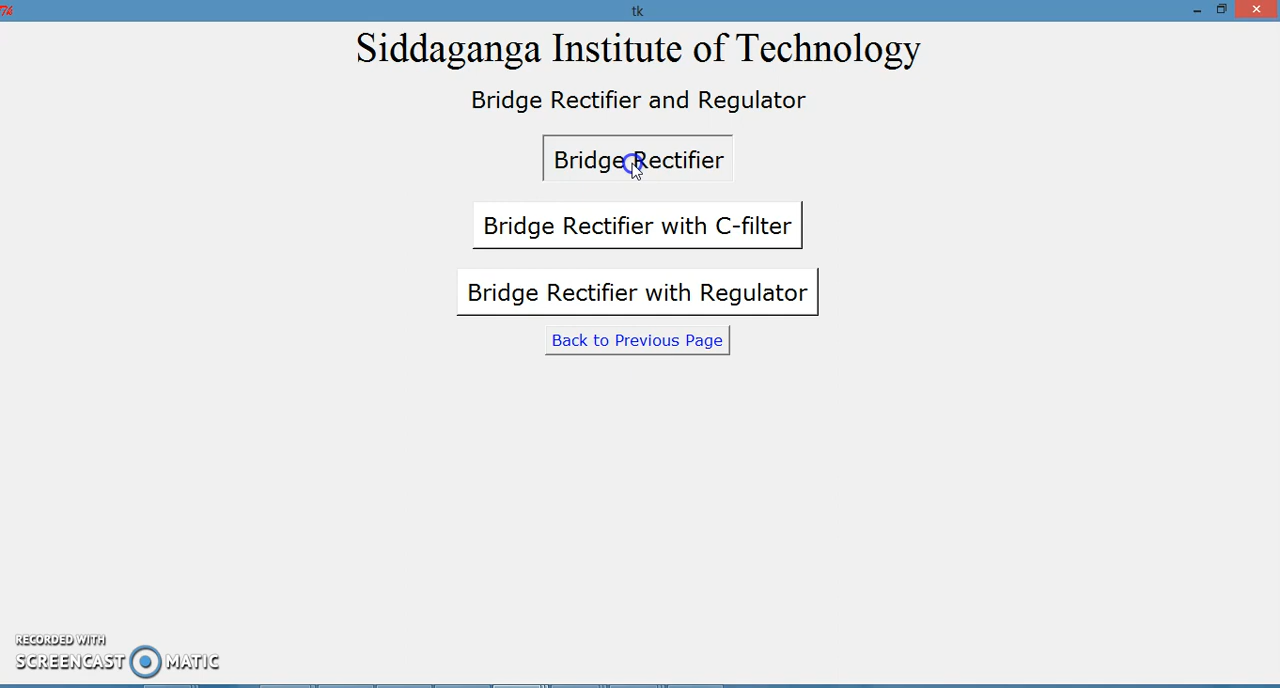 tk
Siddaganga Institute of Technology
Bridge Rectifier and Regulator
Bridge Rectifier
Bridge Rectifier with C-filter
Bridge Rectifier with Regulator
Back to Previous Page
RECORDED WITH
SCREENCAST MATIC